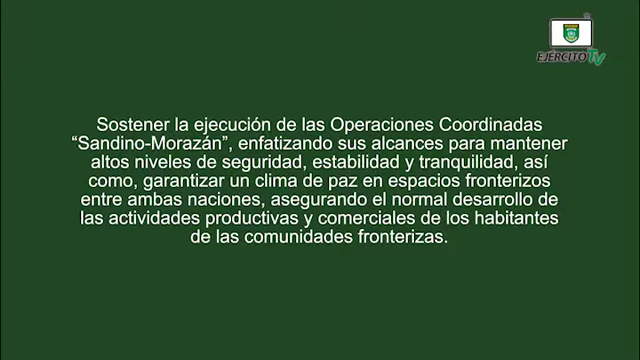 EJÉRCITO Tv
Sostener la ejecución de las Operaciones Coordinadas
“Sandino-Morazán”, enfatizando sus alcances para mantener
altos niveles de seguridad, estabilidad y tranquilidad, así
como, garantizar un clima de paz en espacios fronterizos
entre ambas naciones, asegurando el normal desarrollo de
las actividades productivas y comerciales de los habitantes
de las comunidades fronterizas.